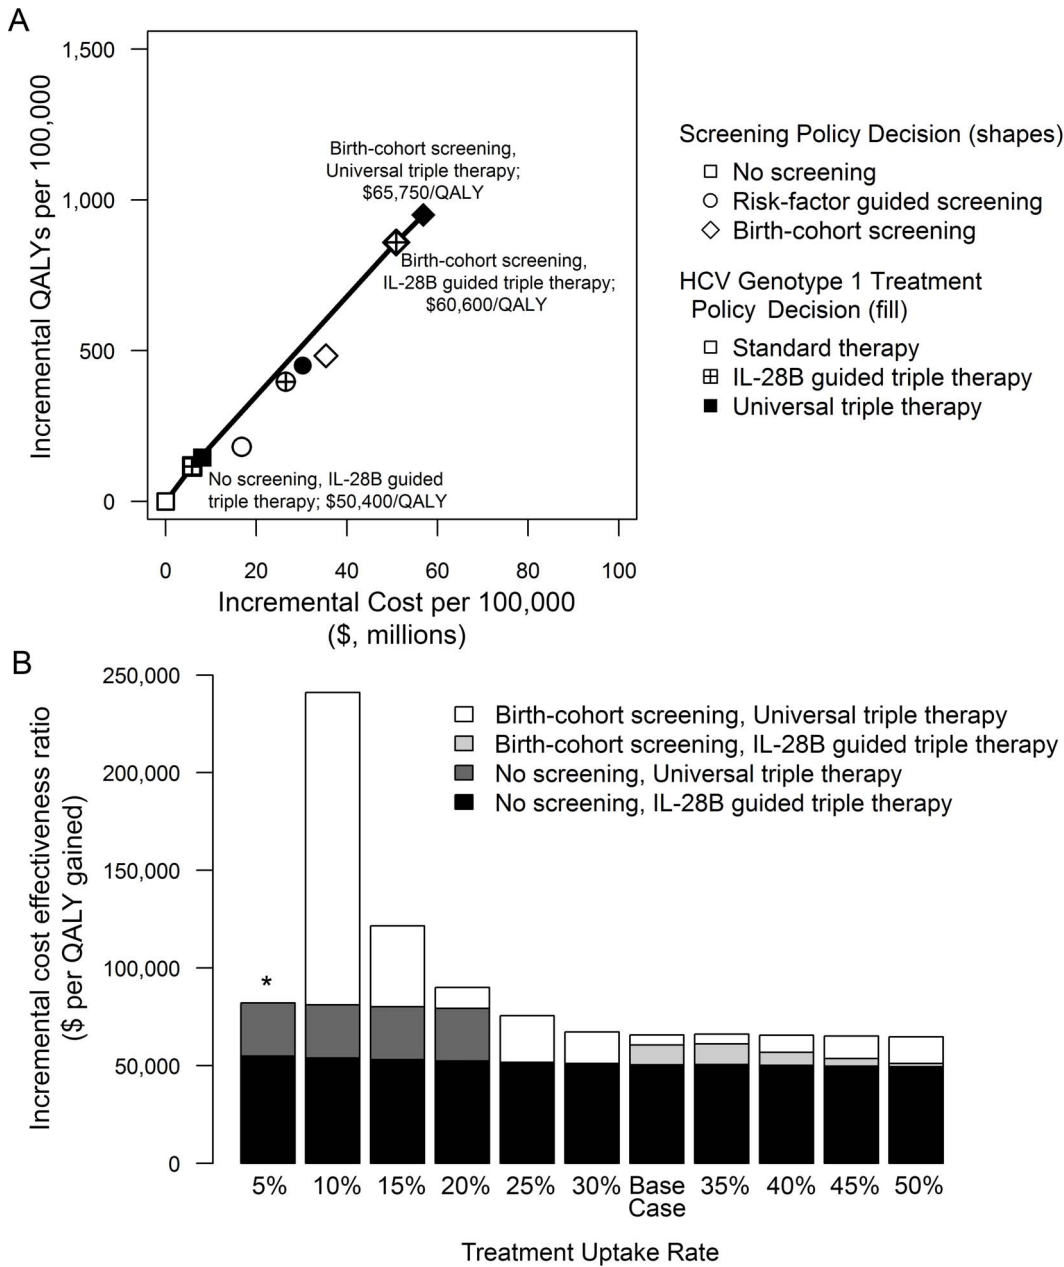 A
Incremental QALYs per 100,000
1,500
1,000
500
0
Birth-cohort screening,
Universal triple therapy;
$65,750/QALY
Birth-cohort screening,
IL-28B guided triple therapy;
$60,600/QALY
No screening, IL-28B guided
triple therapy; $50,400/QALY
0 20 40 60 80 100
Incremental Cost per 100,000
($, millions)
Screening Policy Decision (shapes)
No screening
Risk-factor guided screening
Birth-cohort screening
HCV Genotype 1 Treatment
Policy Decision (fill)
Standard therapy
IL-28B guided triple therapy
Universal triple therapy
B
Incremental cost effectiveness ratio
($ per QALY gained)
250,000
200,000
150,000
100,000
50,000
0
Birth-cohort screening, Universal triple therapy
Birth-cohort screening, IL-28B guided triple therapy
No screening, Universal triple therapy
No screening, IL-28B guided triple therapy
*
5% 10% 15% 20% 25% 30% Base 35% 40% 45% 50%
Case
Treatment Uptake Rate